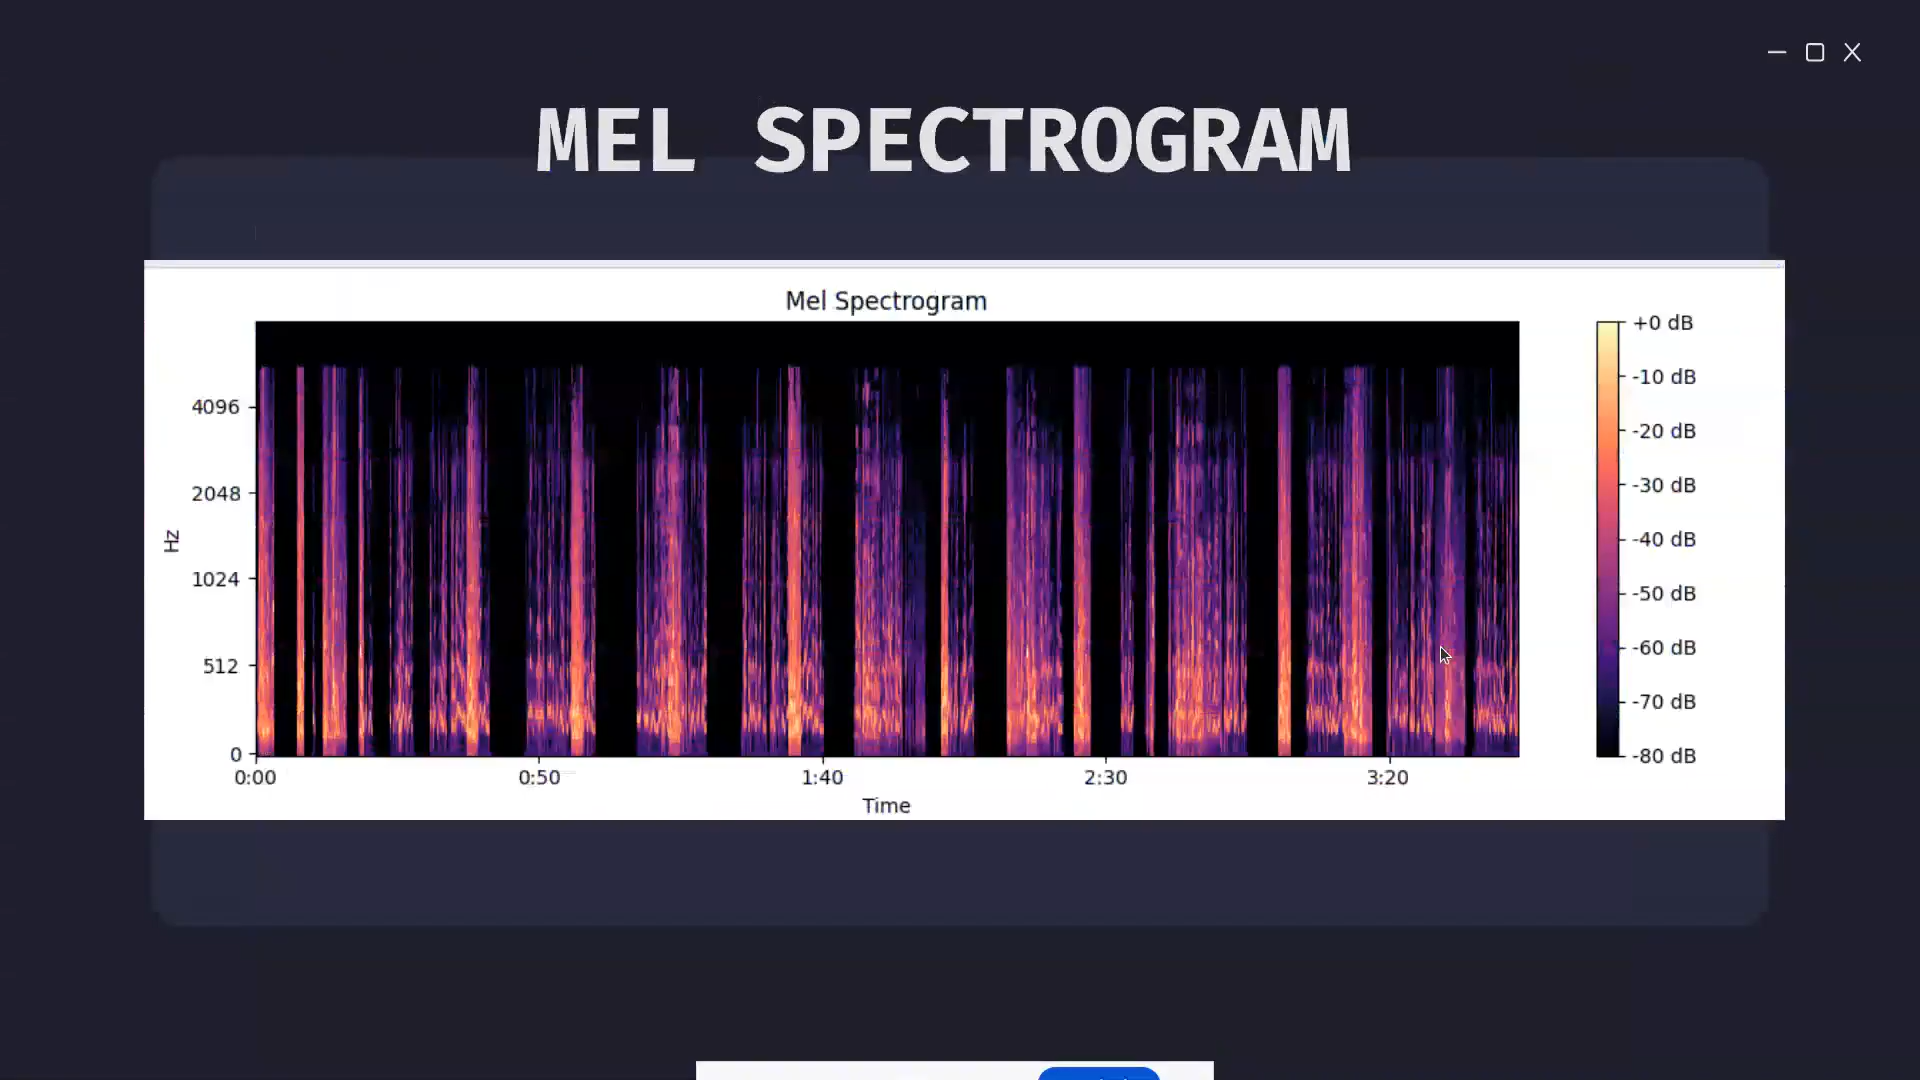 MEL SPECTROGRAM
Mel Spectrogram
+0 dB
-10 dB
-20 dB
-30 dB
-40 dB
-50 dB
-60 dB
-70 dB
-80 dB
Hz
4096
2048
1024
512
0
0:00 0:50 1:40 2:30 3:20
Time